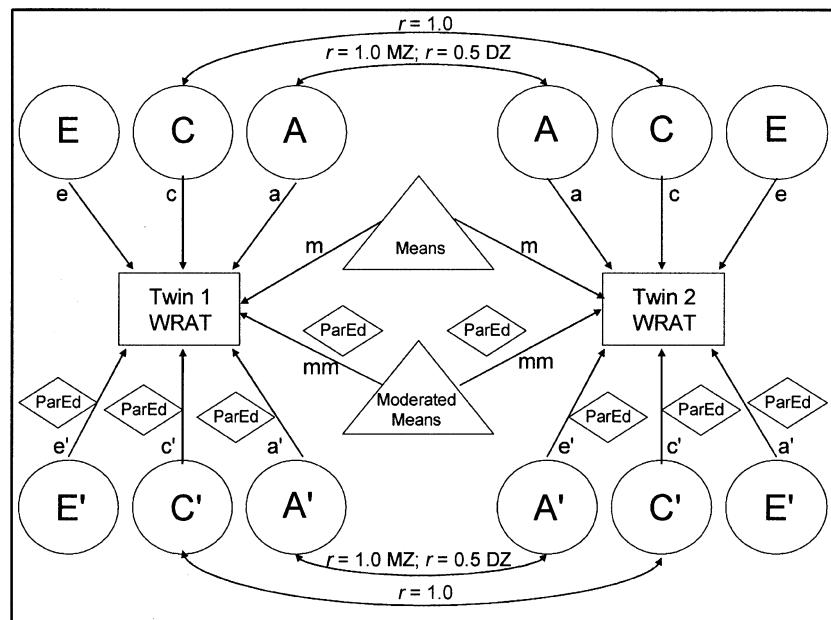 r = 1.0
r = 1.0 MZ; r = 0.5 DZ
E C A A C E
e c a a c e
m m
Means
Twin 1
WRAT
Twin 2
WRAT
ParEd ParEd
mm mm
Moderated
Means
ParEd ParEd ParEd ParEd ParEd ParEd
e' c' a' e' c' a'
E' C' A' A' C' E'
r = 1.0 MZ; r = 0.5 DZ
r = 1.0